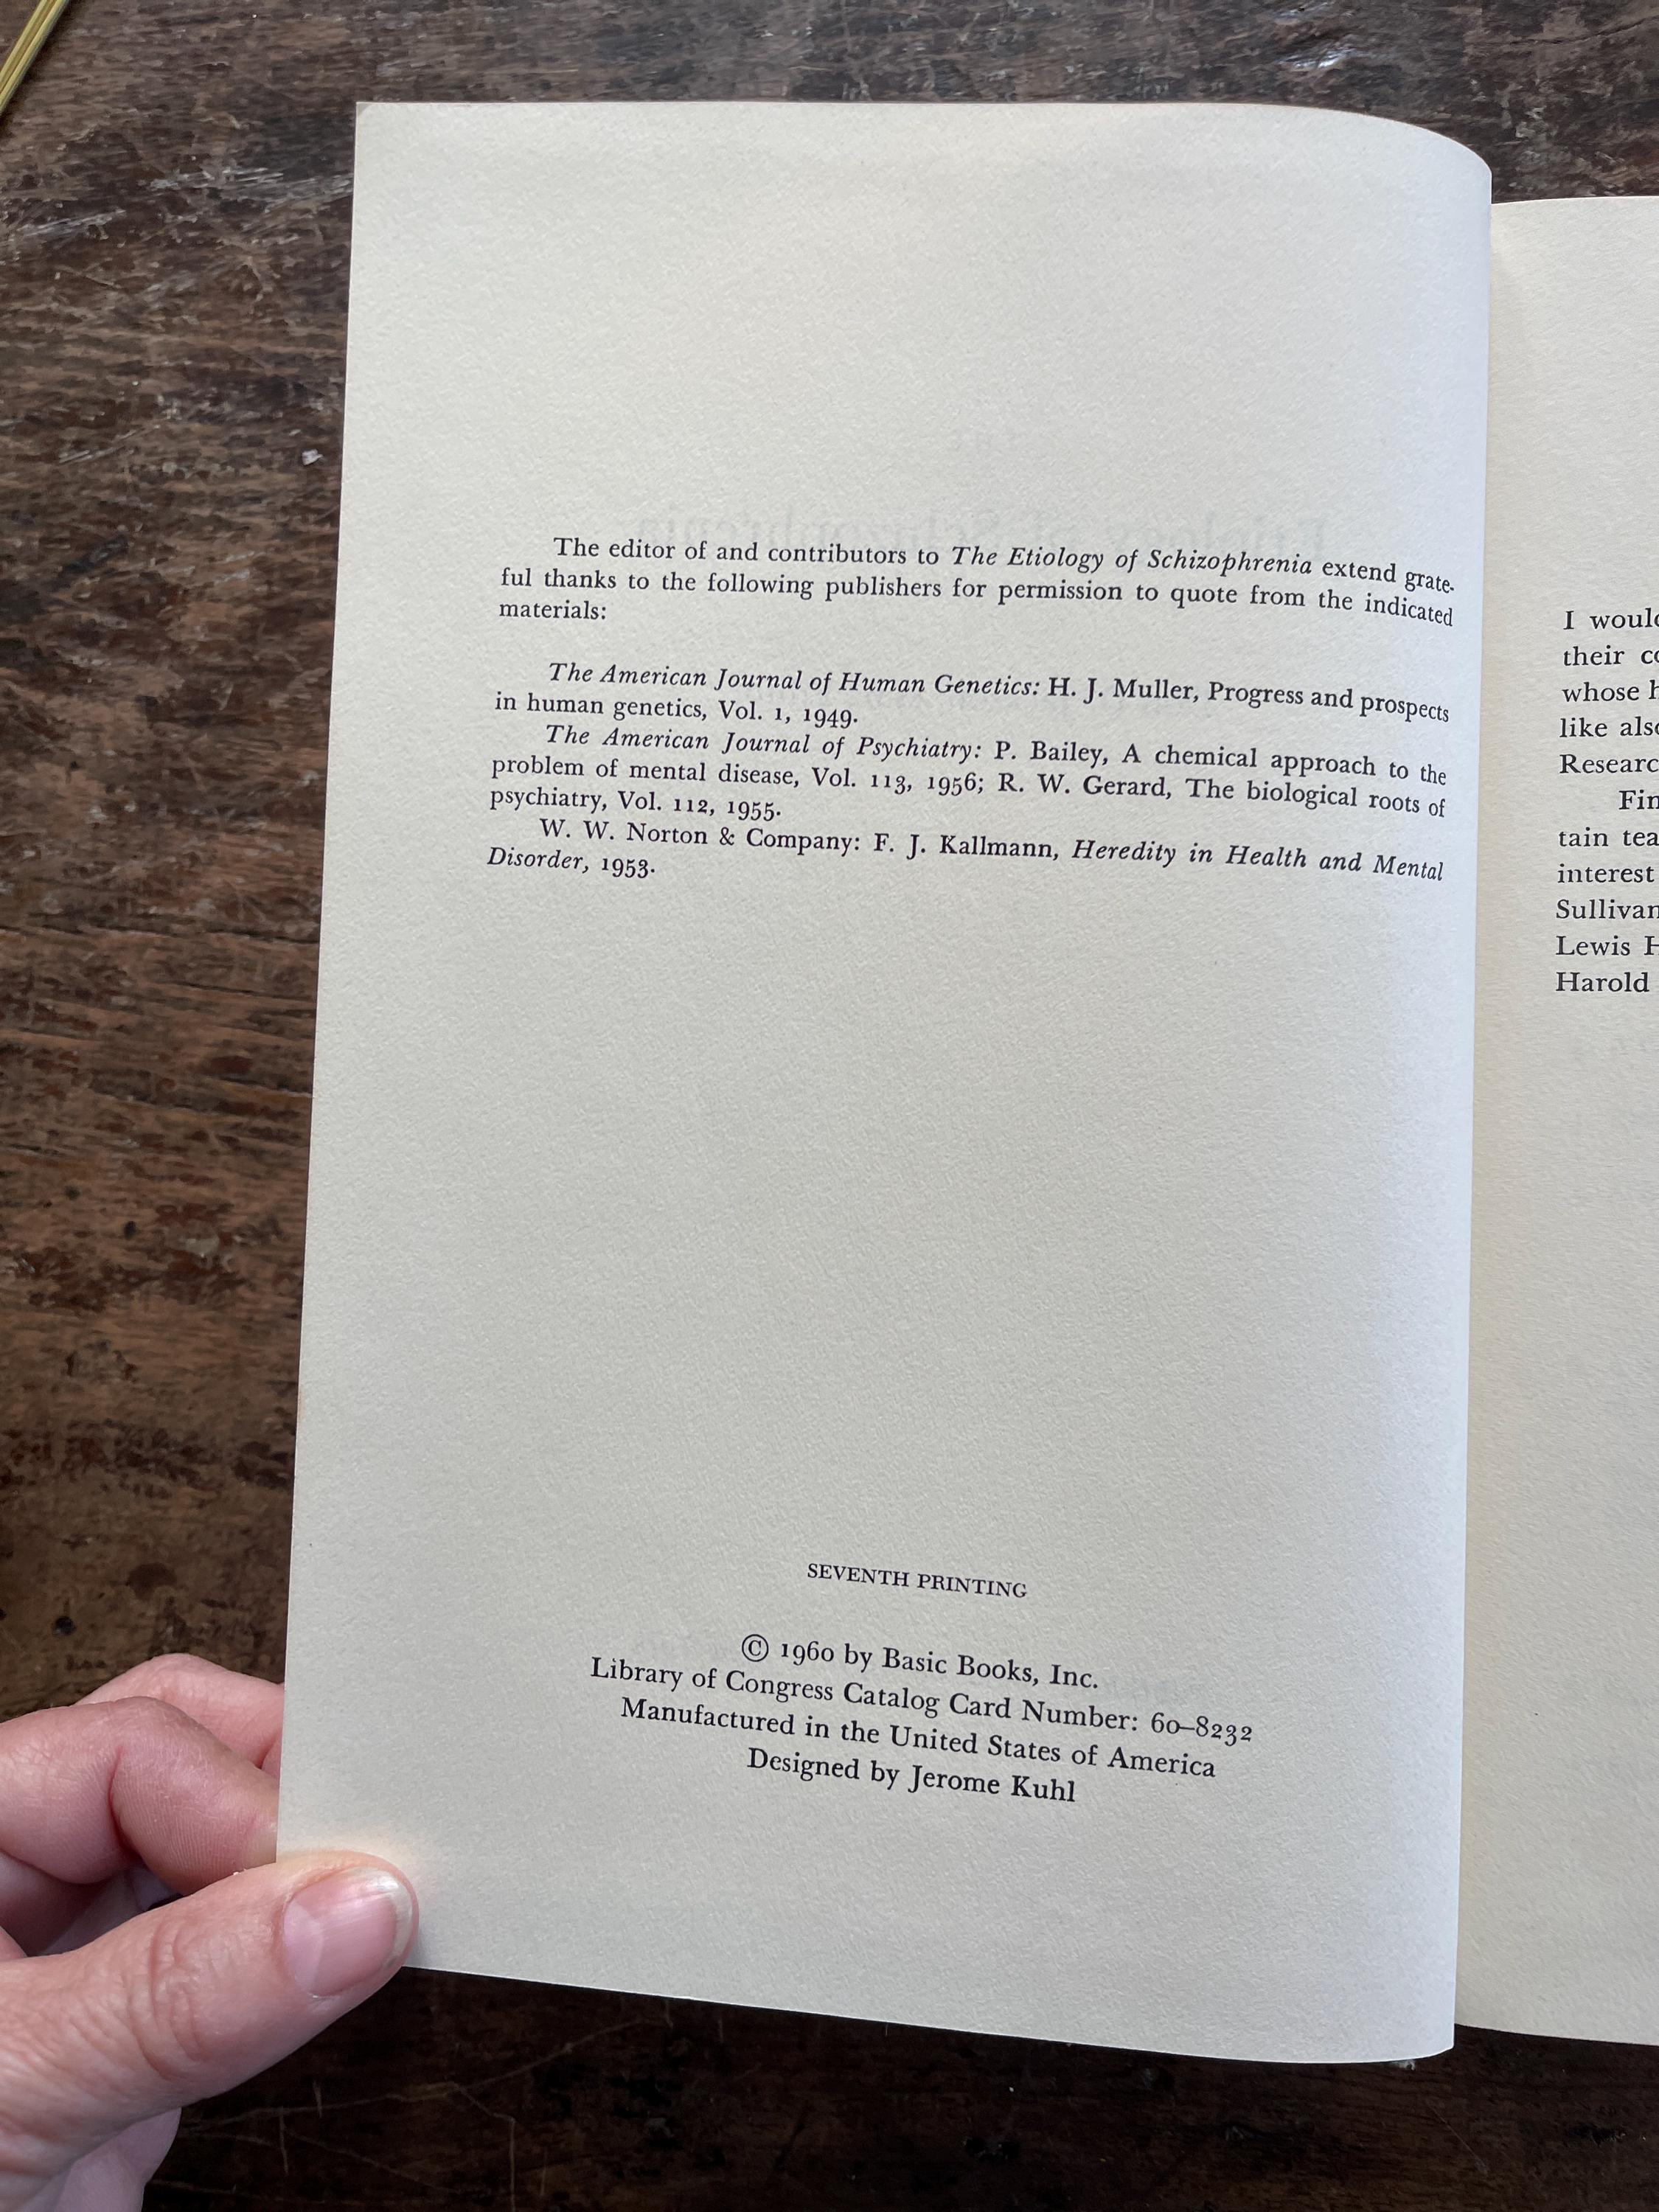 The editor of and contributors to The Etiology of Schizophrenia extend grate-
ful thanks to the following publishers for permission to quote from the indicated
materials:
The American Journal of Human Genetics: H. J. Muller, Progress and prospects
in human genetics, Vol. 1, 1949.
The American Journal of Psychiatry: P. Bailey, A chemical approach to the
problem of mental disease, Vol. 113, 1956; R. W. Gerard, The biological roots of
psychiatry, Vol. 112, 1955.
W. W. Norton & Company: F. J. Kallmann, Heredity in Health and Mental
Disorder, 1953.
SEVENTH PRINTING
© 1960 by Basic Books, Inc.
Library of Congress Catalog Card Number: 60–8232
Manufactured in the United States of America
Designed by Jerome Kuhl
I
their
whose
like
Fin
tain
interest
Lewis
Harold